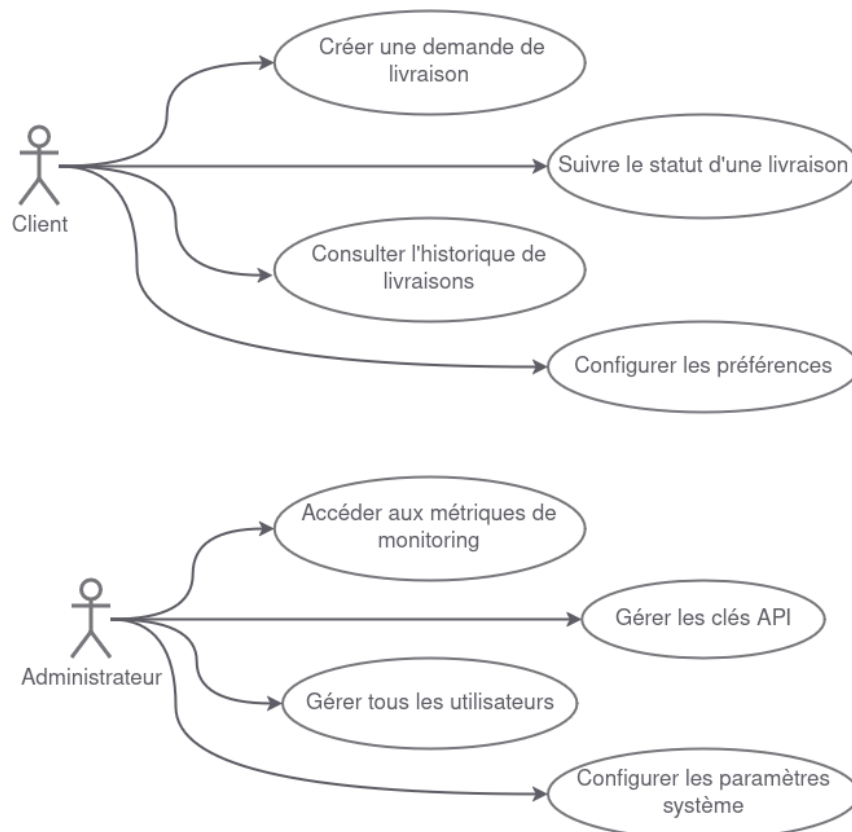 Créer une demande de
livraison
Suivre le statut d'une livraison
Client
Consulter l'historique de
livraisons
Configurer les préférences
Accéder aux métriques de
monitoring
Gérer les clés API
Administrateur
Gérer tous les utilisateurs
Configurer les paramètres
système